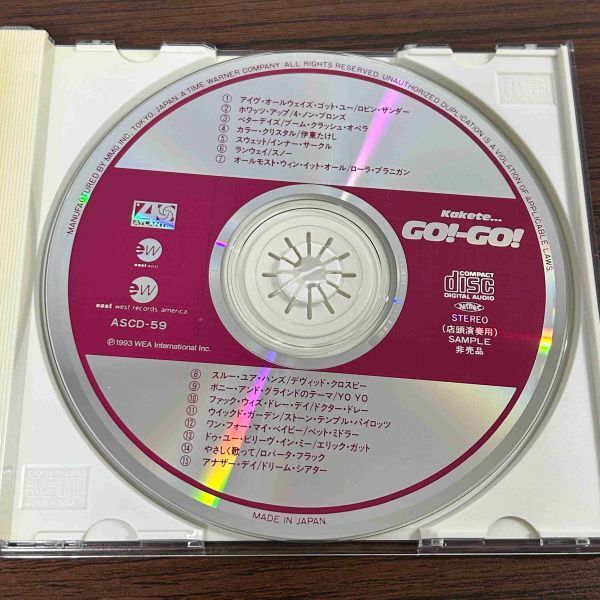 MANUFACTURED BY MMG INC. TOKYO, JAPAN. A TIME WARNER COMPANY. ALL RIGHTS RESERVED. UNAUTHORIZED DUPLICATION IS A VIOLATION OF APPLICABLE LAWS.
① アイヴ・オールウェイズ・ゴット・ユー/ロビン・ザンダー
② ホワッツ・アップ/4・ノン・ブロンズ
③ ベターデイズ/ブーム・クラッシュ・オペラ
④ カラー・クリスタル/伊東たけし
⑤ スウェット/インナー・サークル
⑥ ランウェイ/スノー
⑦ オールモスト・ウィン・イット・オール/ローラ・ブラニガン
Kakete...
GO!-GO!
ATLANTIC
ew
east west
ew
east west records america
ASCD-59
Ⓟ1993 WEA International Inc.
COMPACT
disc
DIGITAL AUDIO
STEREO
(店頭演奏用)
SAMPLE
非売品
⑧ スルー・ユア・ハンズ/デヴィッド・クロスビー
⑨ ボニー・アンド・グラインドのテーマ/YO YO
⑩ ファック・ウィズ・ドレー・デイ/ドクター・ドレー
⑪ ウイックド・ガーデン/ストーン・テンプル・パイロッツ
⑫ ワン・フォー・マイ・ベイビー/ベット・ミドラー
⑬ ドゥ・ユー・ビリーヴ・イン・ミー/エリック・ガット
⑭ やさしく歌って/ロバータ・フラック
⑮ アナザー・デイ/ドリーム・シアター
MADE IN JAPAN.